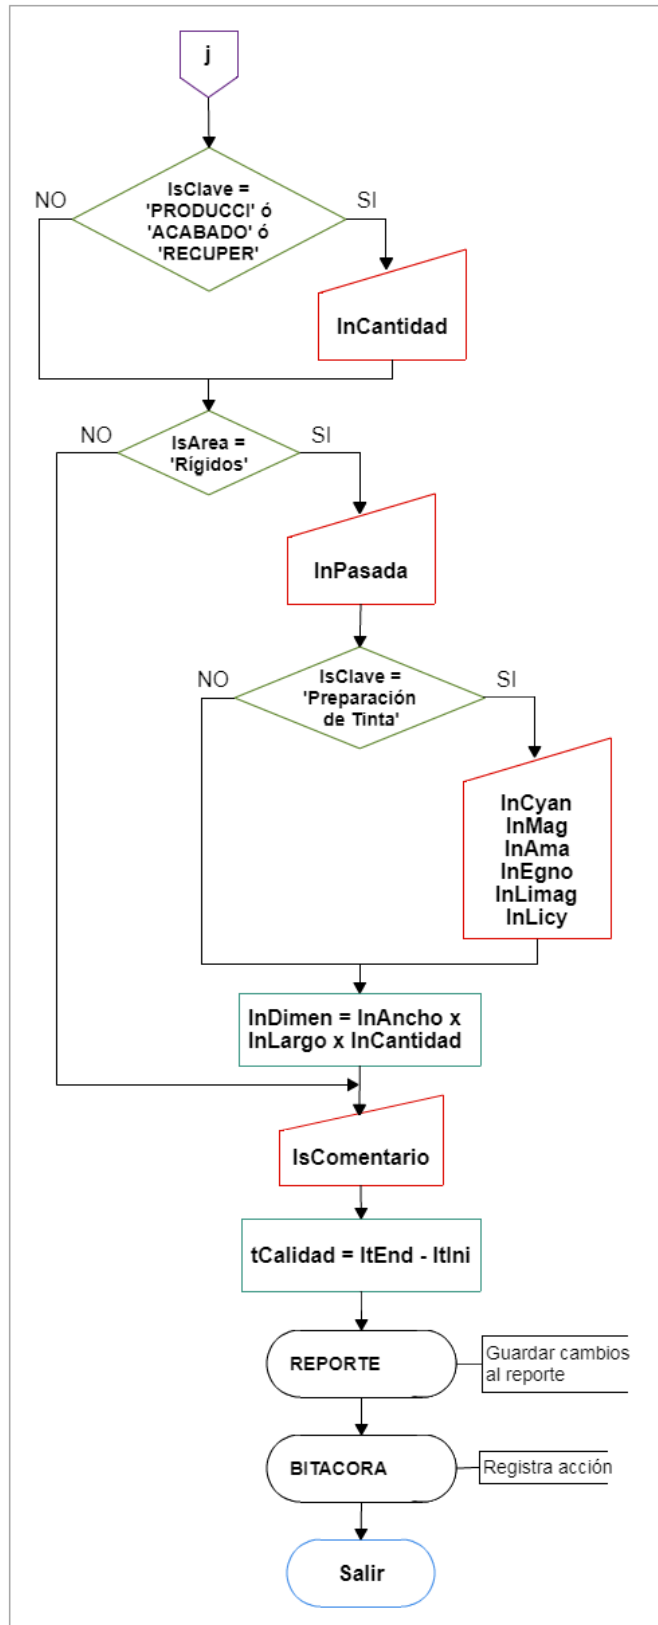 j
NO
SI
IsClave =
'PRODUCCI' ó
'ACABADO' ó
'RECUPER'
InCantidad
NO
SI
IsArea =
'Rígidos'
InPasada
NO
SI
IsClave =
'Preparación
de Tinta'
InCyan
InMag
InAma
InEgno
InLimag
InLicy
InDimen = InAncho x
InLargo x InCantidad
IsComentario
tCalidad = ItEnd - ItIni
REPORTE
Guardar cambios
al reporte
BITACORA
Registra acción
Salir